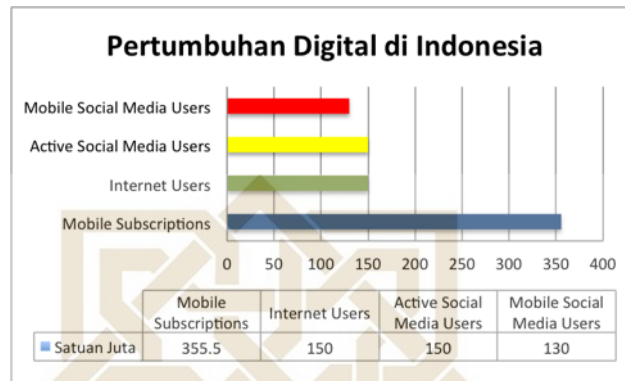 Pertumbuhan Digital di Indonesia
Mobile Social Media Users
Active Social Media Users
Internet Users
Mobile Subscriptions
0 50 100 150 200 250 300 350 400
Mobile Subscriptions Internet Users Active Social Media Users Mobile Social Media Users
Satuan Juta 355.5 150 150 130